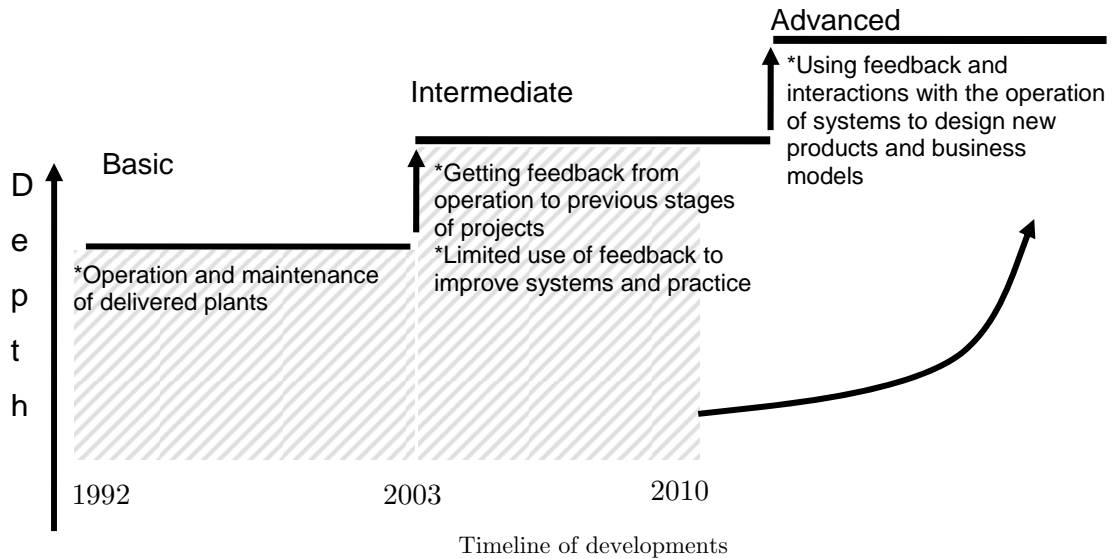 Advanced
*Using feedback and
interactions with the operation
of systems to design new
products and business
models
Intermediate
*Getting feedback from
operation to previous stages
of projects
*Limited use of feedback to
improve systems and practice
Basic
*Operation and maintenance
of delivered plants
D
e
p
t
h
1992
2003
2010
Timeline of developments